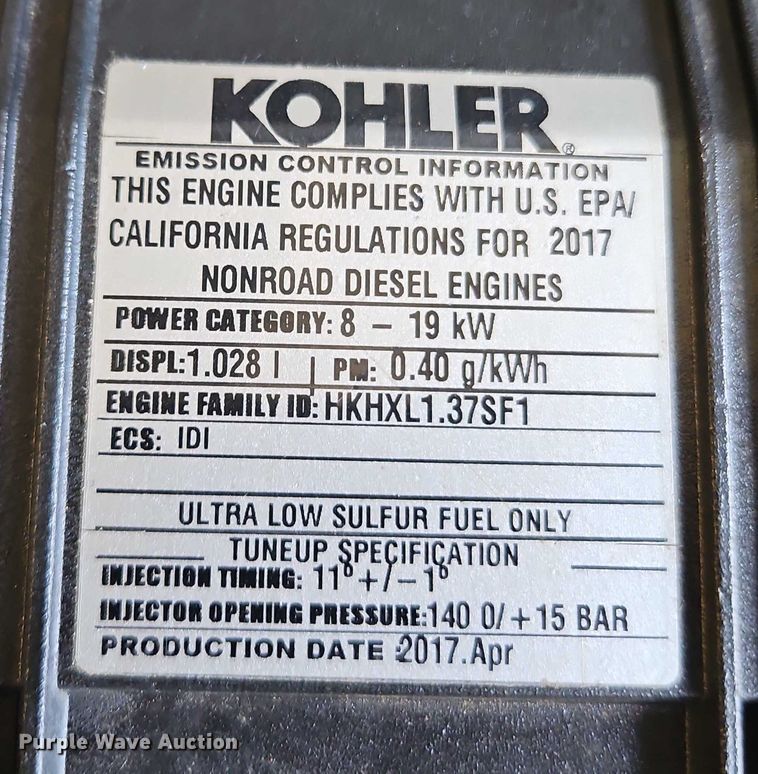 KOHLER®
EMISSION CONTROL INFORMATION
THIS ENGINE COMPLIES WITH U.S. EPA/
CALIFORNIA REGULATIONS FOR 2017
NONROAD DIESEL ENGINES
POWER CATEGORY: 8 – 19 kW
DISPL: 1.028 l | PM: 0.40 g/kWh
ENGINE FAMILY ID: HKHXL1.37SF1
ECS: IDI
ULTRA LOW SULFUR FUEL ONLY
TUNEUP SPECIFICATION
INJECTION TIMING: 11° +/– 1°
INJECTOR OPENING PRESSURE: 140 0/ + 15 BAR
PRODUCTION DATE : 2017.Apr
Purple Wave Auction